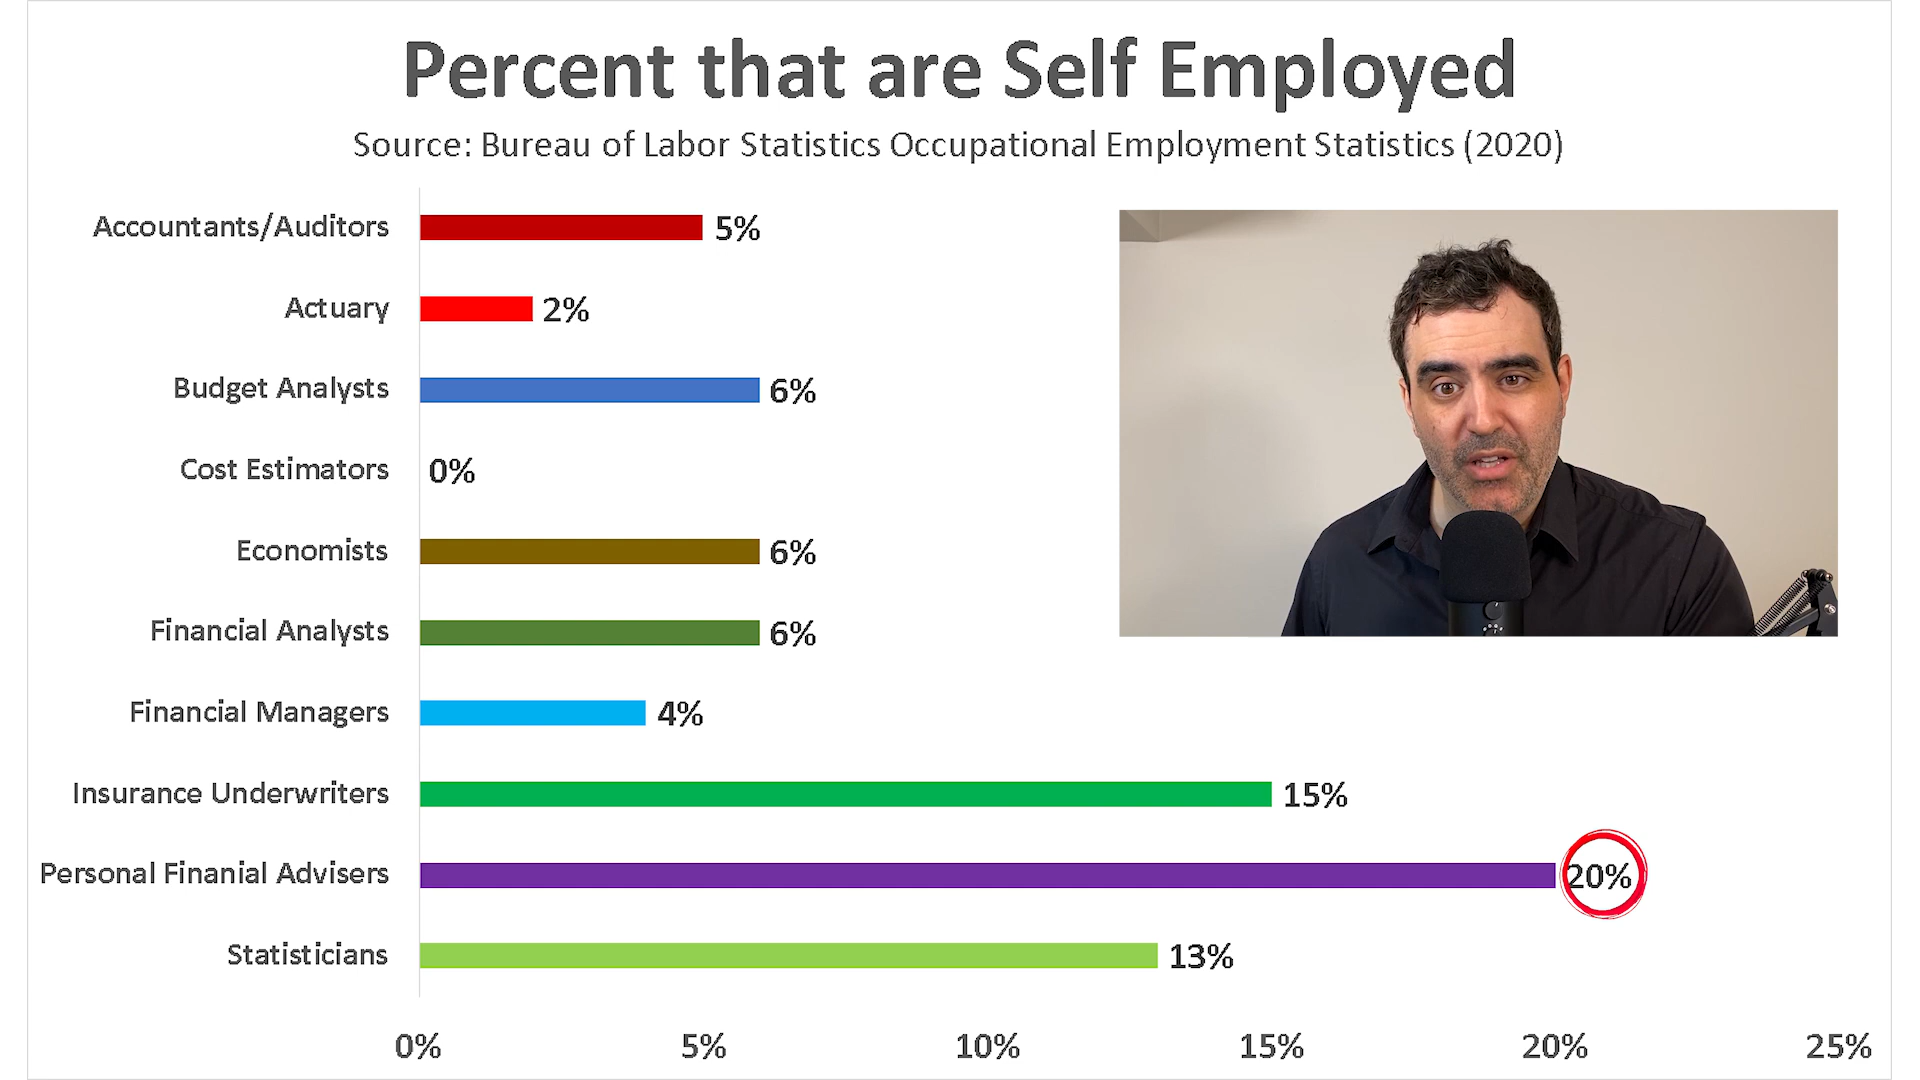 Percent that are Self Employed
Source: Bureau of Labor Statistics Occupational Employment Statistics (2020)
Accountants/Auditors 5%
Actuary 2%
Budget Analysts 6%
Cost Estimators 0%
Economists 6%
Financial Analysts 6%
Financial Managers 4%
Insurance Underwriters 15%
Personal Finanial Advisers 20%
Statisticians 13%
0% 5% 10% 15% 20% 25%